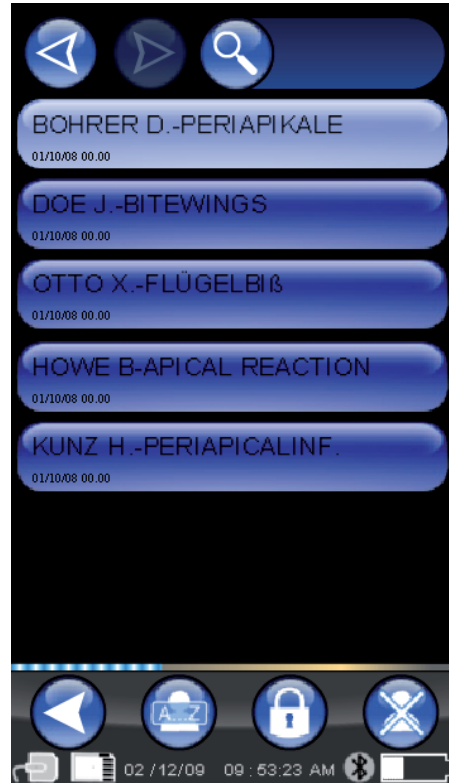 BOHRER D.-PERIAPIKALE
01/10/08 00.00
DOE J.-BITEWINGS
01/10/08 00.00
OTTO X.-FLÜGELBIß
01/10/08 00.00
HOWE B-APICAL REACTION
01/10/08 00.00
KUNZ H.-PERIAPICALINF.
01/10/08 00.00
A...Z
02 /12/09 09 : 53:23 AM